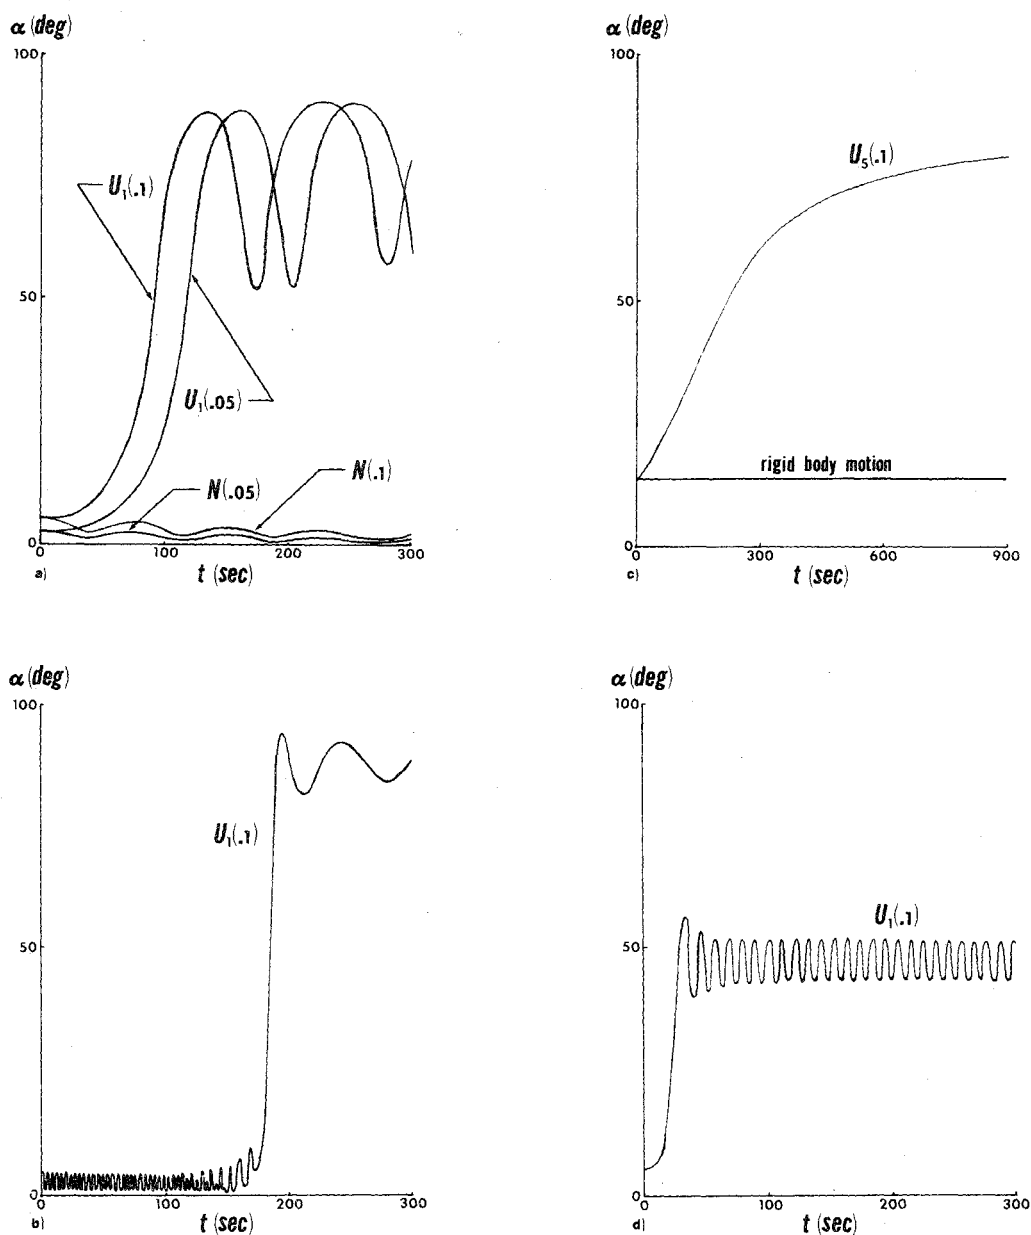 α (deg)
100
50
0
U₁(.1)
U₁(.05)
N(.05)
N(.1)
0 100 200 300
a)
t (sec)
α (deg)
100
50
0
U₅(.1)
rigid body motion
0 300 600 900
c)
t (sec)
α (deg)
100
50
0
U₁(.1)
0 100 200 300
b)
t (sec)
α (deg)
100
50
0
U₁(.1)
0 100 200 300
d)
t (sec)